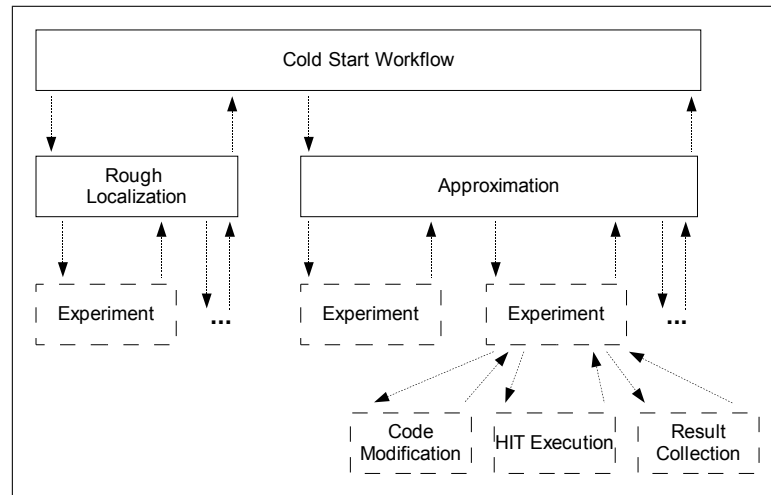 Cold Start Workflow
Rough
Localization
Approximation
Experiment
...
Experiment
Experiment
...
Code
Modification
HIT Execution
Result
Collection